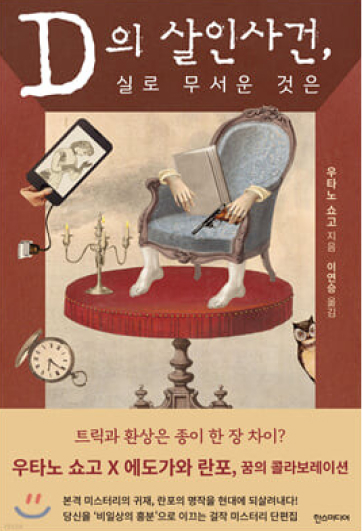 D의 살인사건,
실로 무서운 것은
우타노 쇼고 지음
이연승 옮김
트릭과 환상은 종이 한 장 차이?
우타노 쇼고 X 에도가와 란포, 꿈의 콜라보레이션
본격 미스터리의 귀재, 란포의 명작을 현대에 되살려내다!
당신을 ‘비일상의 흥분’으로 이끄는 걸작 미스터리 단편집
한스미디어